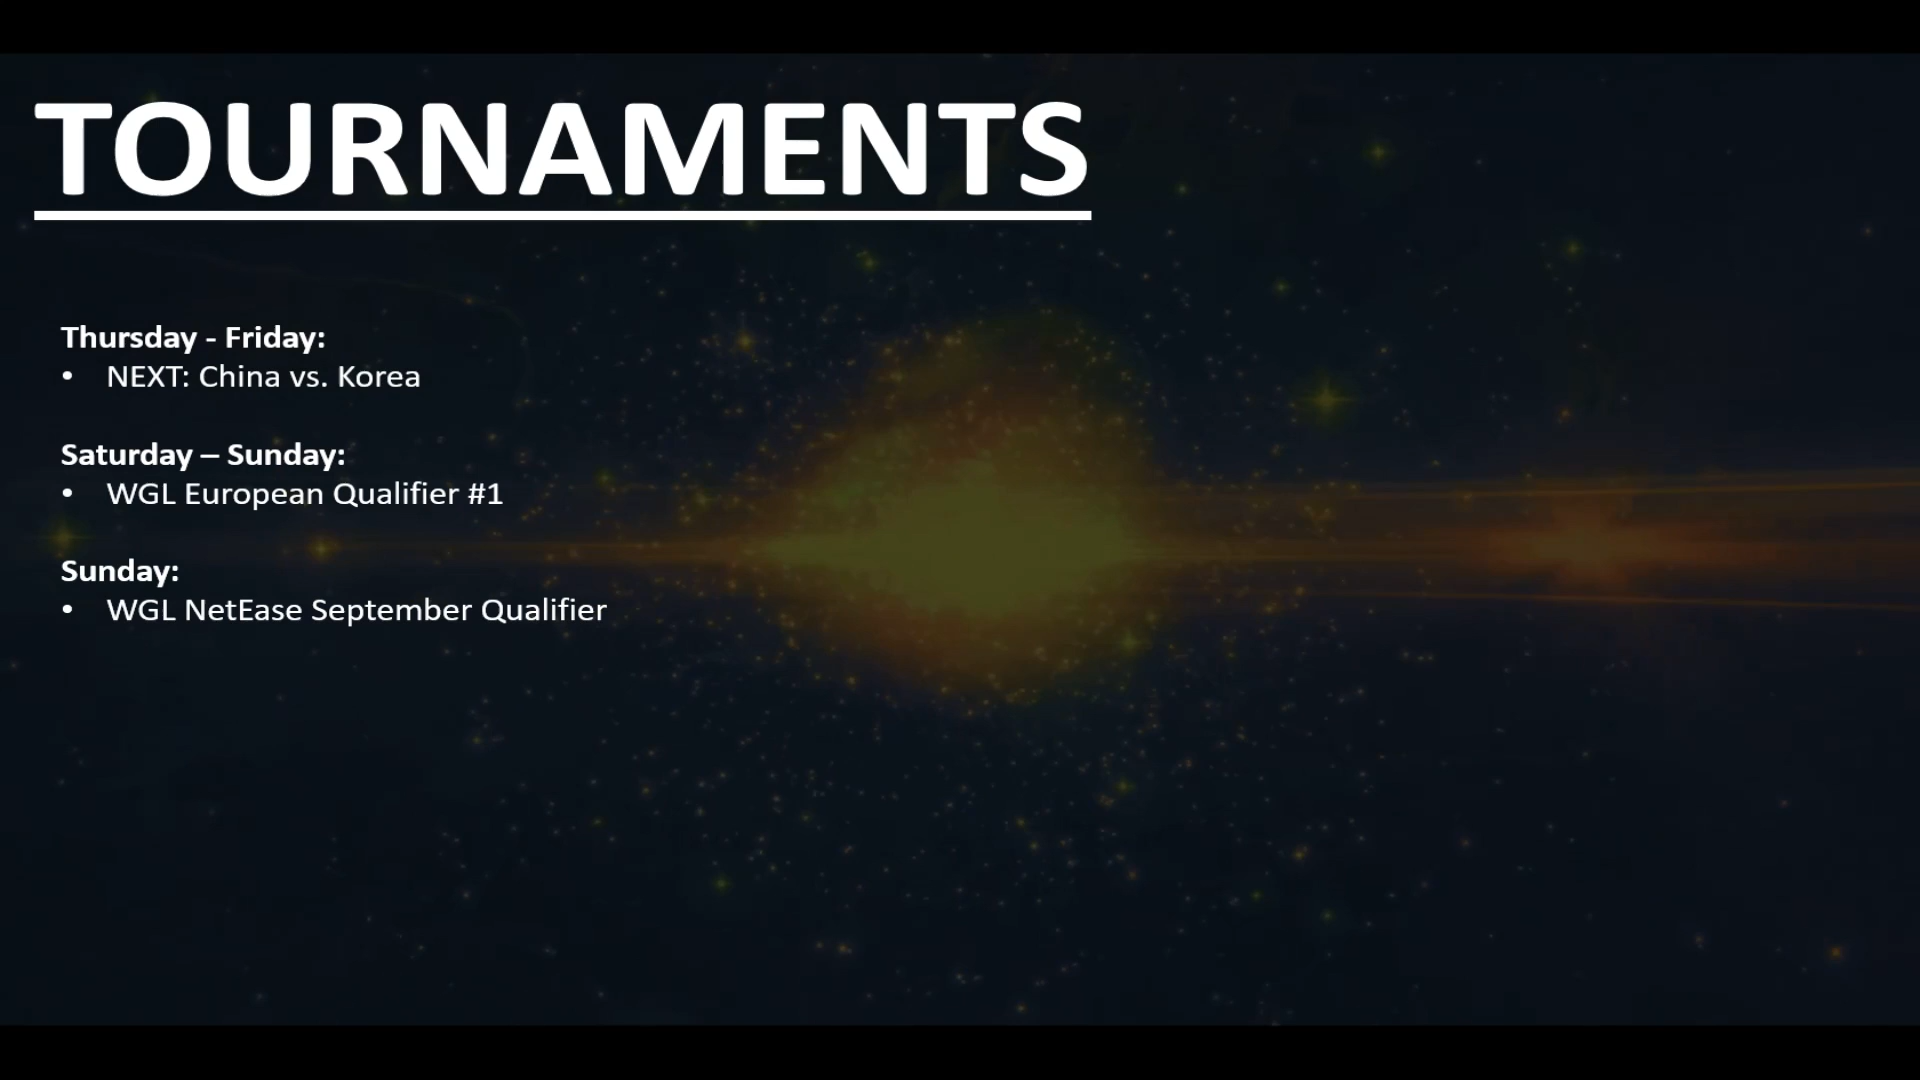 TOURNAMENTS
Thursday - Friday:
• NEXT: China vs. Korea
Saturday – Sunday:
• WGL European Qualifier #1
Sunday:
• WGL NetEase September Qualifier